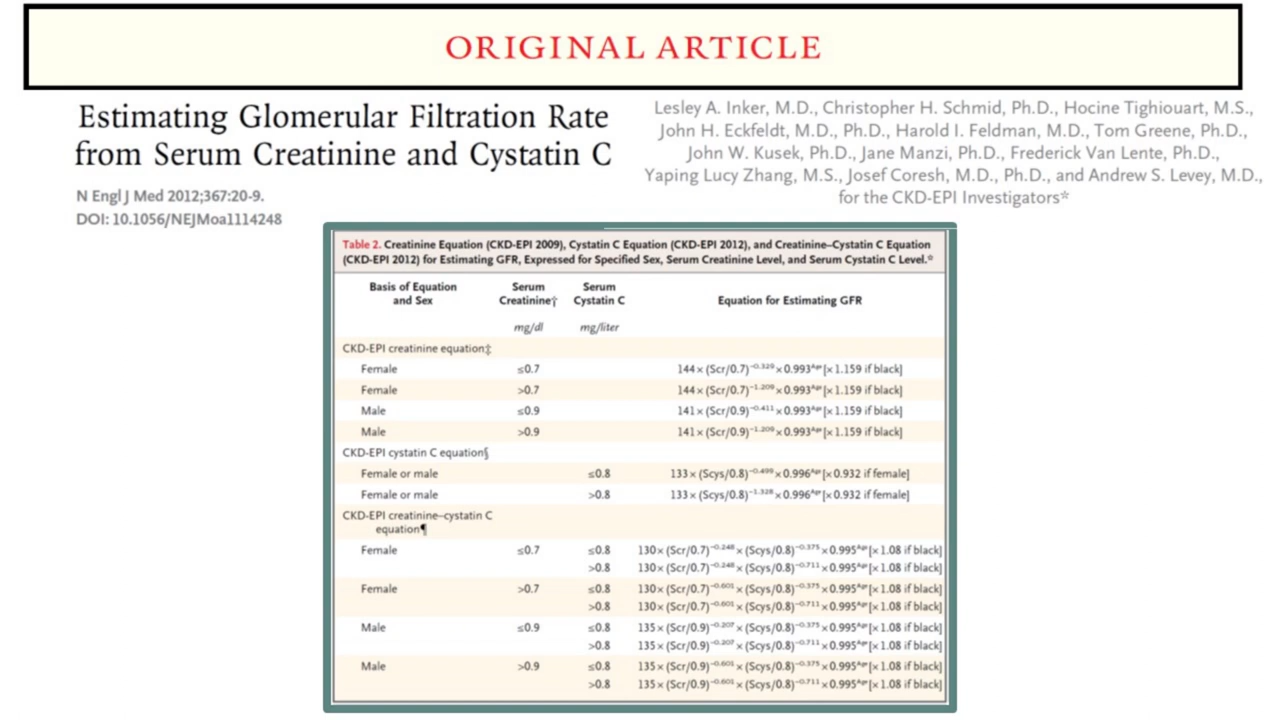 ORIGINAL ARTICLE
Estimating Glomerular Filtration Rate
from Serum Creatinine and Cystatin C
N Engl J Med 2012;367:20-9.
DOI: 10.1056/NEJMoa1114248
Lesley A. Inker, M.D., Christopher H. Schmid, Ph.D., Hocine Tighiouart, M.S.,
John H. Eckfeldt, M.D., Ph.D., Harold I. Feldman, M.D., Tom Greene, Ph.D.,
John W. Kusek, Ph.D., Jane Manzi, Ph.D., Frederick Van Lente, Ph.D.,
Yaping Lucy Zhang, M.S., Josef Coresh, M.D., Ph.D., and Andrew S. Levey, M.D.,
for the CKD-EPI Investigators*
Table 2. Creatinine Equation (CKD-EPI 2009), Cystatin C Equation (CKD-EPI 2012), and Creatinine–Cystatin C Equation
(CKD-EPI 2012) for Estimating GFR, Expressed for Specified Sex, Serum Creatinine Level, and Serum Cystatin C Level.*
Basis of Equation and Sex Serum Creatinine† Serum Cystatin C Equation for Estimating GFR
mg/dl mg/liter
CKD-EPI creatinine equation‡
Female ≤0.7 144 × (Scr/0.7)^−0.329 × 0.993^Age [× 1.159 if black]
Female >0.7 144 × (Scr/0.7)^−1.209 × 0.993^Age [× 1.159 if black]
Male ≤0.9 141 × (Scr/0.9)^−0.411 × 0.993^Age [× 1.159 if black]
Male >0.9 141 × (Scr/0.9)^−1.209 × 0.993^Age [× 1.159 if black]
CKD-EPI cystatin C equation§
Female or male ≤0.8 133 × (Scys/0.8)^−0.499 × 0.996^Age [× 0.932 if female]
Female or male >0.8 133 × (Scys/0.8)^−1.328 × 0.996^Age [× 0.932 if female]
CKD-EPI creatinine–cystatin C
equation¶
Female ≤0.7 ≤0.8 130 × (Scr/0.7)^−0.248 × (Scys/0.8)^−0.375 × 0.995^Age [× 1.08 if black]
>0.8 130 × (Scr/0.7)^−0.248 × (Scys/0.8)^−0.711 × 0.995^Age [× 1.08 if black]
Female >0.7 ≤0.8 130 × (Scr/0.7)^−0.601 × (Scys/0.8)^−0.375 × 0.995^Age [× 1.08 if black]
>0.8 130 × (Scr/0.7)^−0.601 × (Scys/0.8)^−0.711 × 0.995^Age [× 1.08 if black]
Male ≤0.9 ≤0.8 135 × (Scr/0.9)^−0.207 × (Scys/0.8)^−0.375 × 0.995^Age [× 1.08 if black]
>0.8 135 × (Scr/0.9)^−0.207 × (Scys/0.8)^−0.711 × 0.995^Age [× 1.08 if black]
Male >0.9 ≤0.8 135 × (Scr/0.9)^−0.601 × (Scys/0.8)^−0.375 × 0.995^Age [× 1.08 if black]
>0.8 135 × (Scr/0.9)^−0.601 × (Scys/0.8)^−0.711 × 0.995^Age [× 1.08 if black]